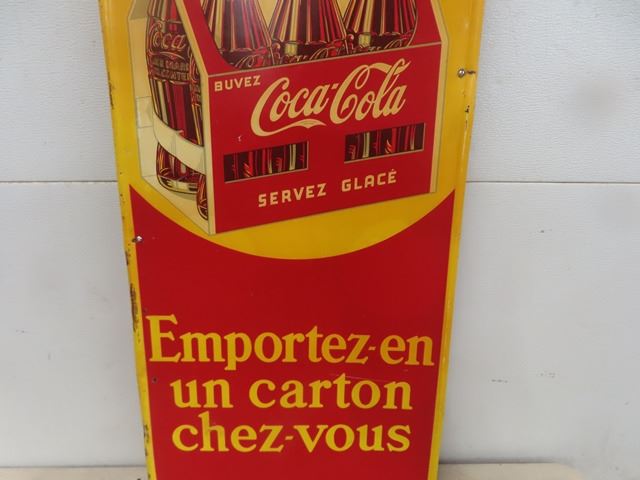 BUVEZ
Coca-Cola
SERVEZ GLACÉ
Emportez-en
un carton
chez-vous